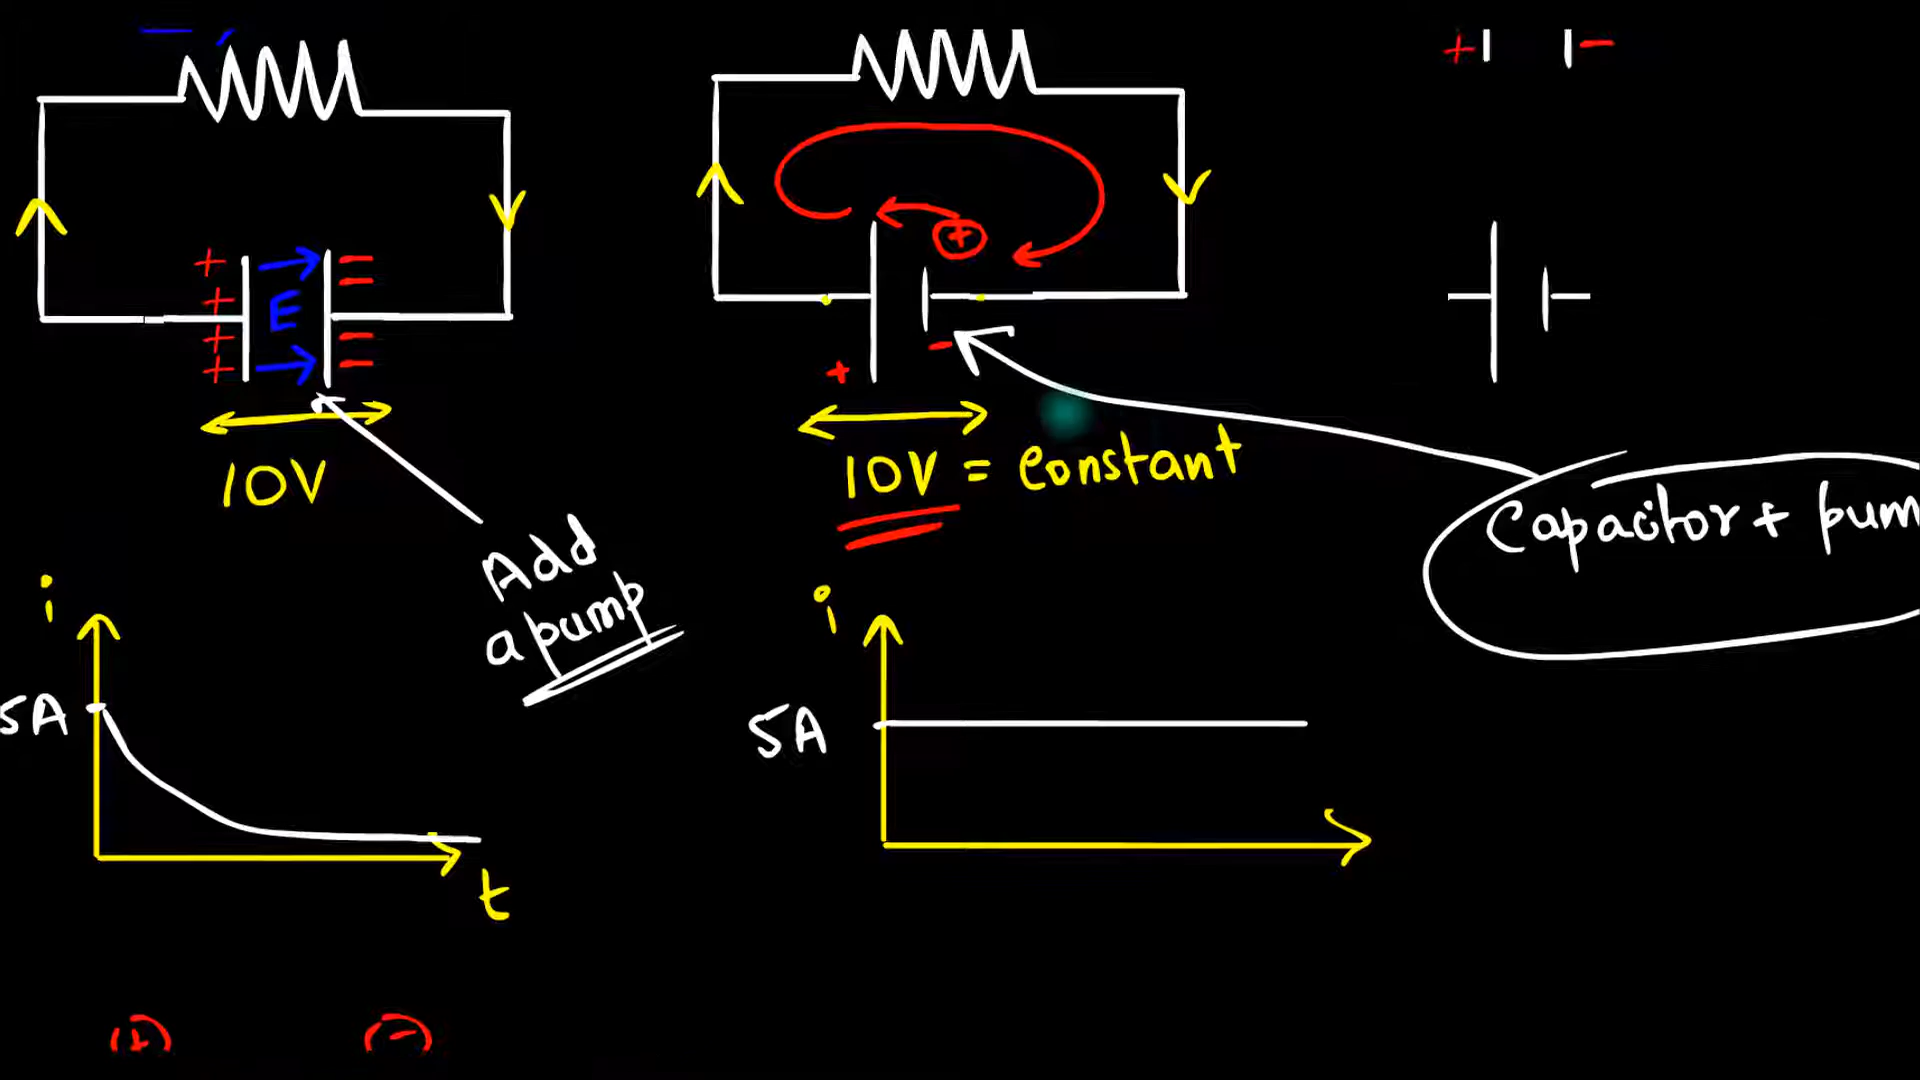 + -
+ E =
+ =
+ =
+ =
+
- +
10V
10V = Constant
Add
a pump
Capacitor + pum
i
5A
t
i
5A
(+) (-)